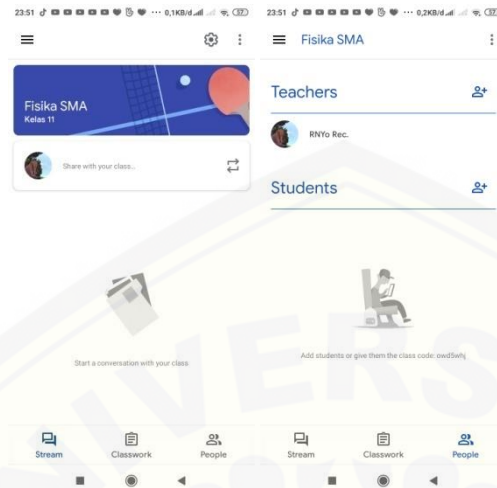 23:51 0,1KB/d 57
Fisika SMA
Kelas 11
Share with your class...
Start a conversation with your class
Stream Classwork People
23:51 0,2KB/d 57
Fisika SMA
Teachers
RNYo Rec.
Students
Add students or give them the class code: owd5whj
Stream Classwork People